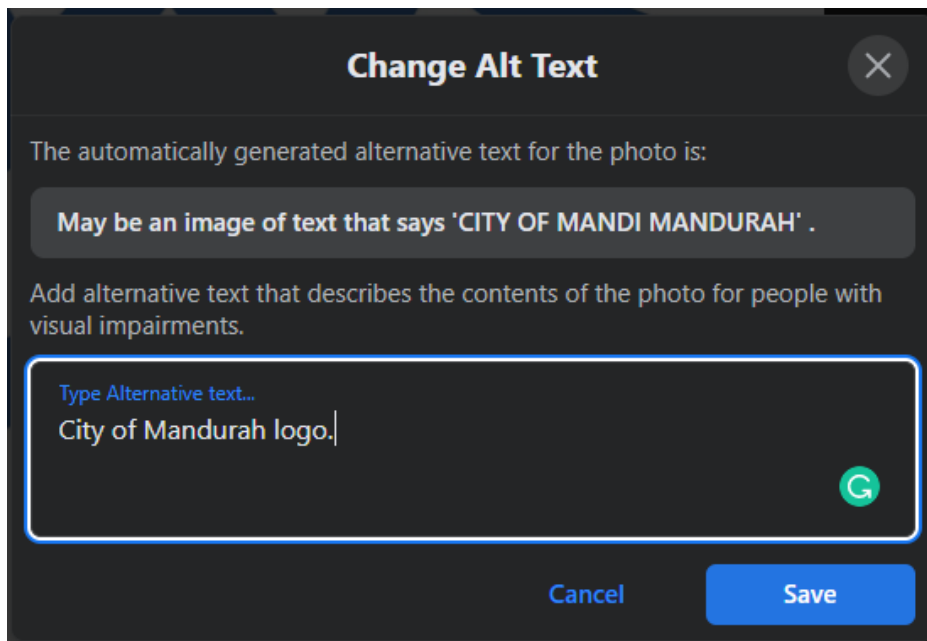 Change Alt Text
The automatically generated alternative text for the photo is:
May be an image of text that says 'CITY OF MANDI MANDURAH' .
Add alternative text that describes the contents of the photo for people with
visual impairments.
Type Alternative text...
City of Mandurah logo.
Cancel
Save